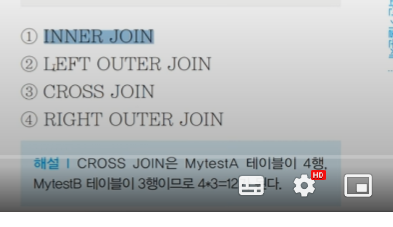 ① INNER JOIN
② LEFT OUTER JOIN
③ CROSS JOIN
④ RIGHT OUTER JOIN
해설 | CROSS JOIN은 MytestA 테이블이 4행,
MytestB 테이블이 3행이므로 4*3=12 다.
HD